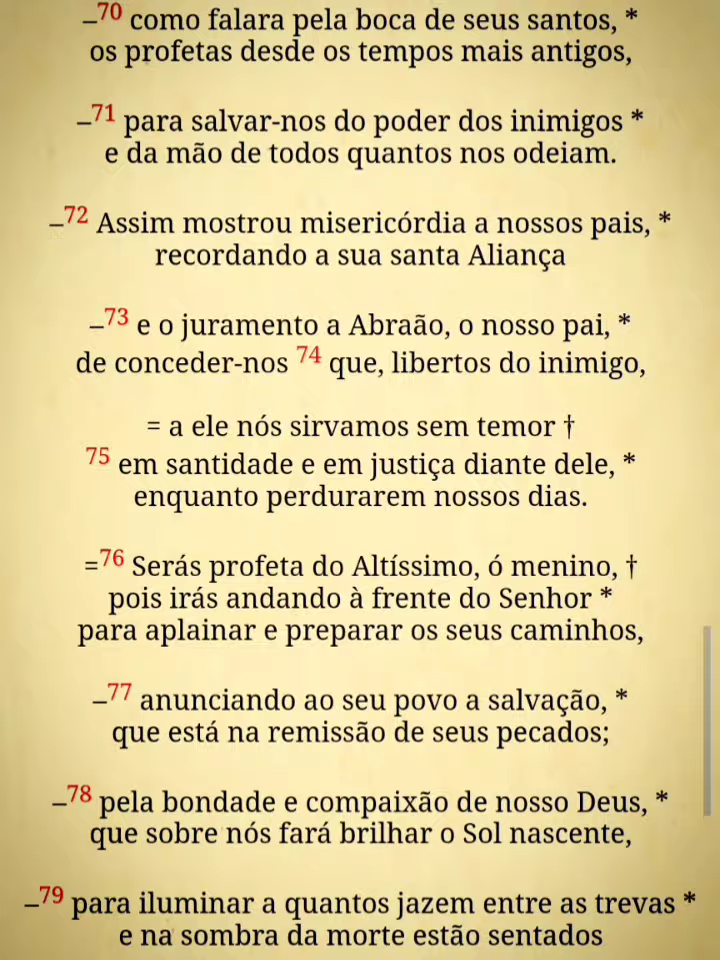 –70 como falara pela boca de seus santos, *
os profetas desde os tempos mais antigos,
–71 para salvar-nos do poder dos inimigos *
e da mão de todos quantos nos odeiam.
–72 Assim mostrou misericórdia a nossos pais, *
recordando a sua santa Aliança
–73 e o juramento a Abraão, o nosso pai, *
de conceder-nos 74 que, libertos do inimigo,
= a ele nós sirvamos sem temor †
75 em santidade e em justiça diante dele, *
enquanto perdurarem nossos dias.
=76 Serás profeta do Altíssimo, ó menino, †
pois irás andando à frente do Senhor *
para aplainar e preparar os seus caminhos,
–77 anunciando ao seu povo a salvação, *
que está na remissão de seus pecados;
–78 pela bondade e compaixão de nosso Deus, *
que sobre nós fará brilhar o Sol nascente,
–79 para iluminar a quantos jazem entre as trevas *
e na sombra da morte estão sentados